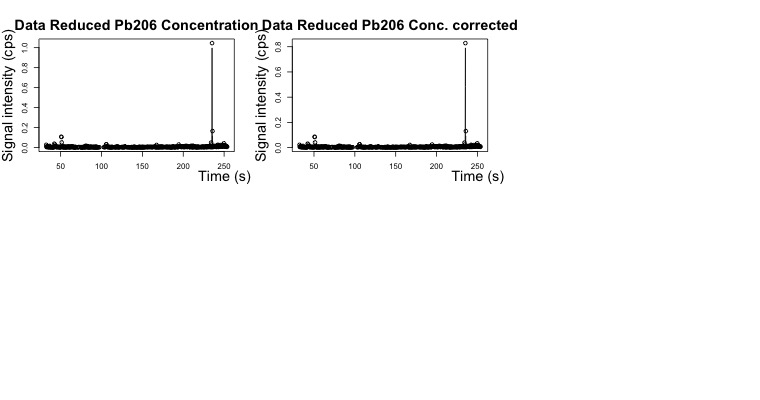 Data Reduced Pb206 Concentration
Signal intensity (cps)
1.0
0.8
0.6
0.4
0.2
0.0
50 100 150 200 250
Time (s)
Data Reduced Pb206 Conc. corrected
Signal intensity (cps)
0.8
0.6
0.4
0.2
0.0
50 100 150 200 250
Time (s)